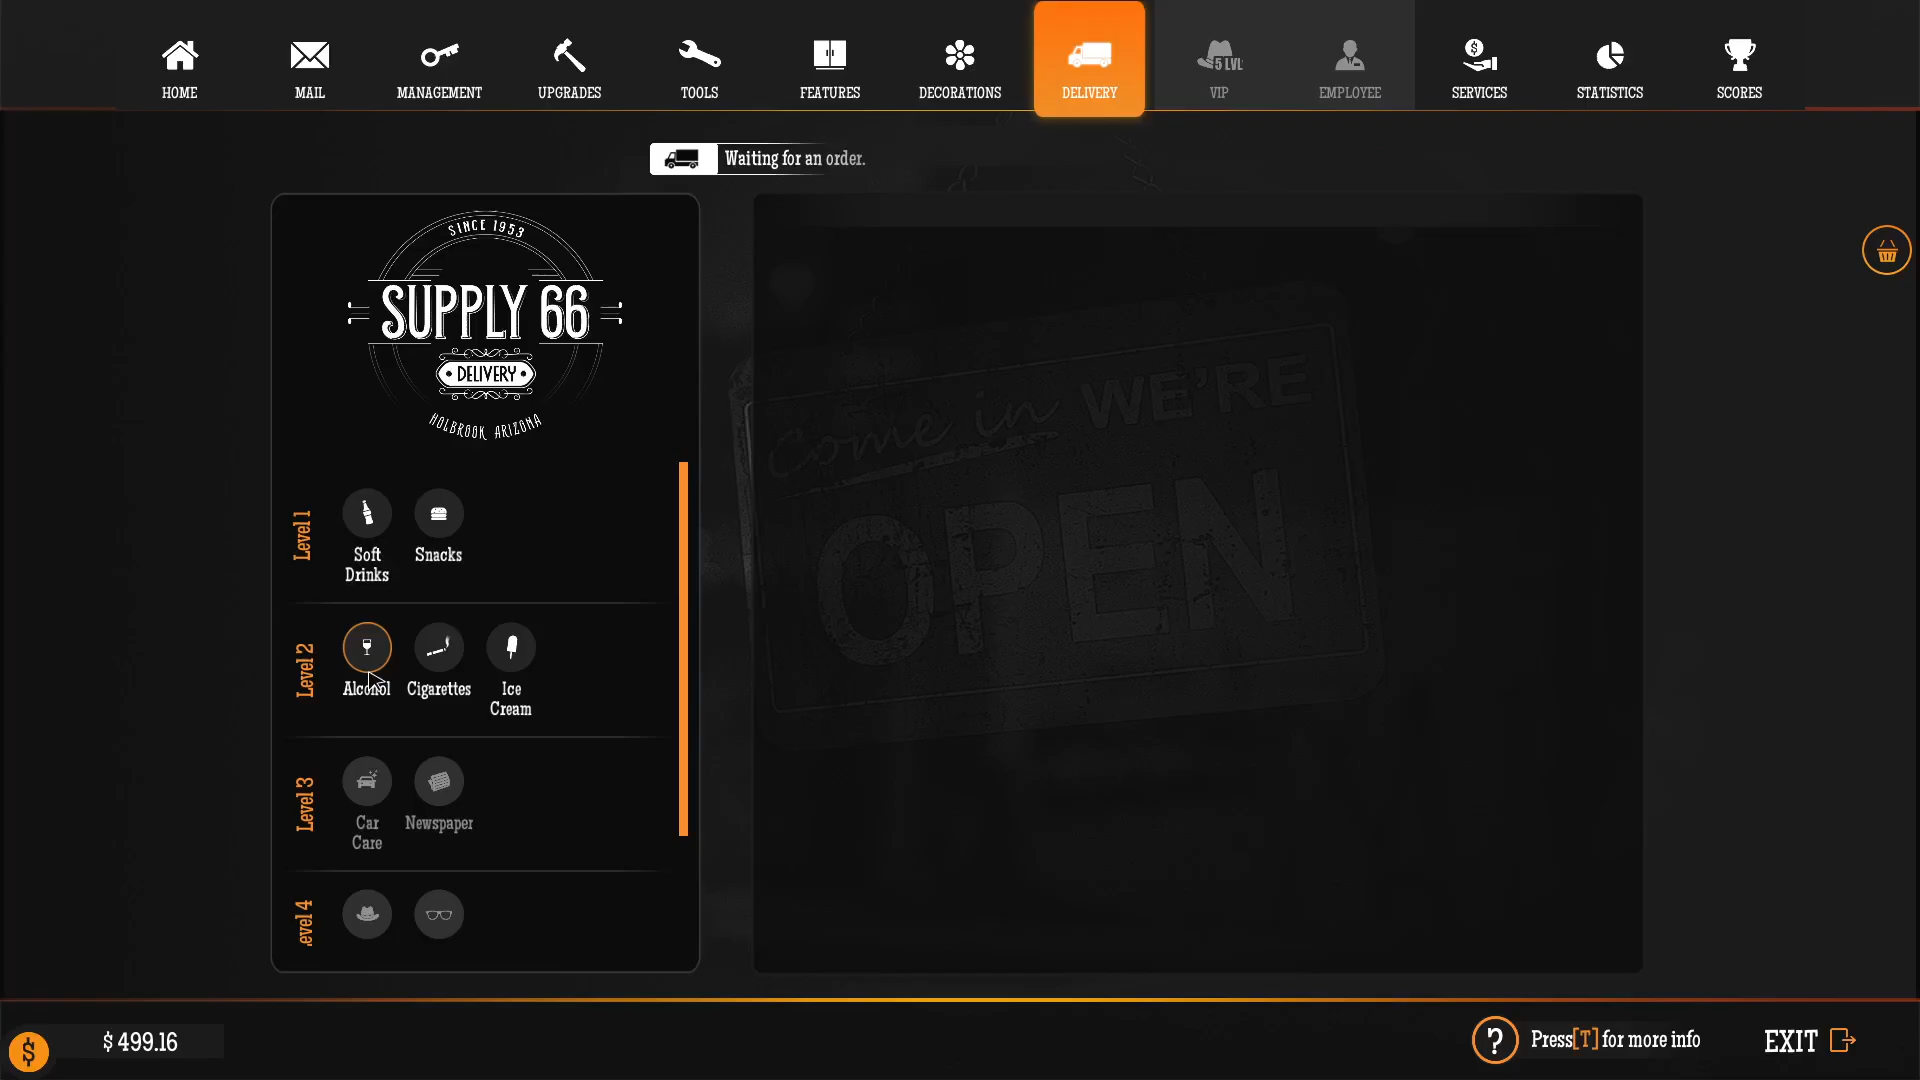 HOME
MAIL
MANAGEMENT
UPGRADES
TOOLS
FEATURES
DECORATIONS
DELIVERY
5 LVL
VIP
EMPLOYEE
SERVICES
STATISTICS
SCORES
Waiting for an order.
SINCE 1953
SUPPLY 66
• DELIVERY •
HOLBROOK ARIZONA
Come in WE'RE
OPEN
Level 1
Soft
Drinks
Snacks
Level 2
Alcohol
Cigarettes
Ice
Cream
Level 3
Car
Care
Newspaper
evel 4
$ 499.16
Press[T]for more info
EXIT